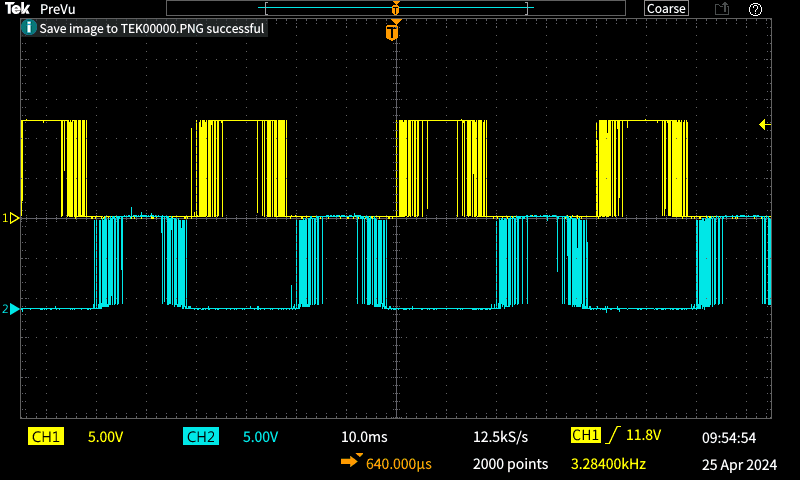 Tek PreVu
T
Coarse
i Save image to TEK00000.PNG successful
T
1
2
CH1 5.00V CH2 5.00V 10.0ms 12.5kS/s CH1 11.8V 09:54:54
640.000µs 2000 points 3.28400kHz 25 Apr 2024